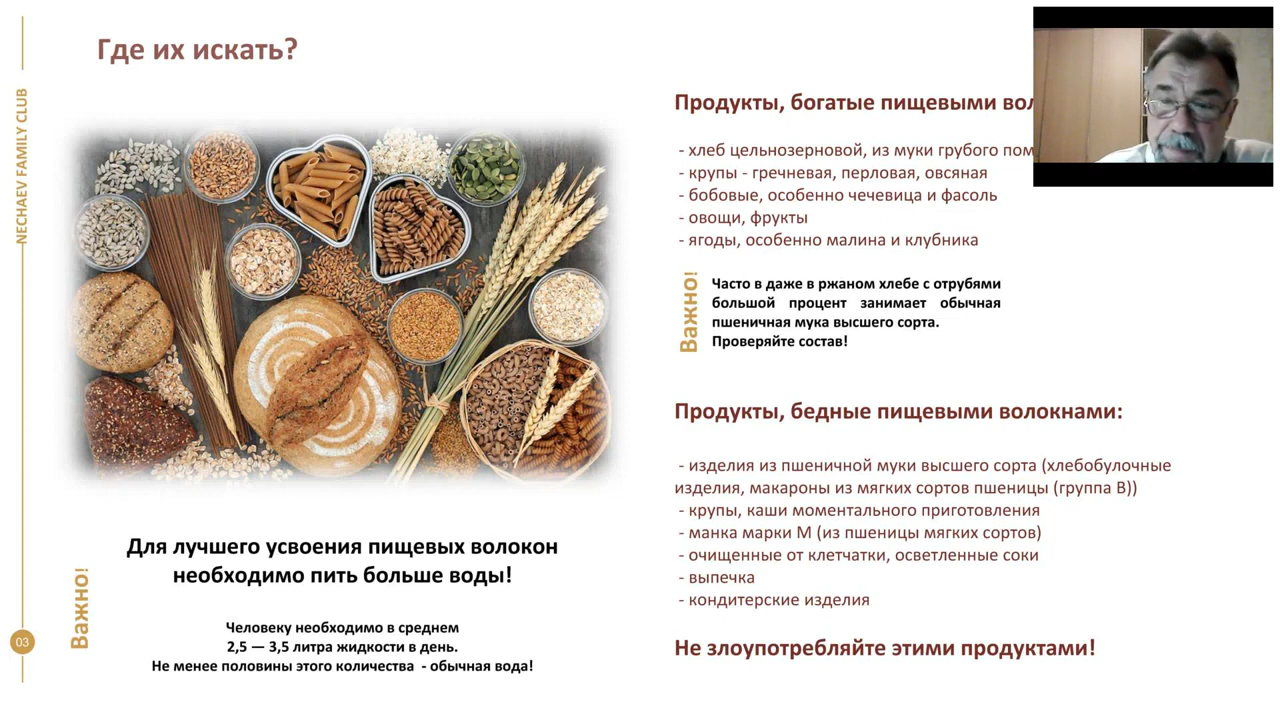 Где их искать?
NECHAEV FAMILY CLUB
Продукты, богатые пищевыми
- хлеб цельнозерновой, из муки грубого
- крупы - гречневая, перловая, овсяная
- бобовые, особенно чечевица и фасоль
- овощи, фрукты
- ягоды, особенно малина и клубника
Важно!
Часто в даже в ржаном хлебе с отрубями
большой процент занимает обычная
пшеничная мука высшего сорта.
Проверяйте состав!
Продукты, бедные пищевыми волокнами:
- изделия из пшеничной муки высшего сорта (хлебобулочные
изделия, макароны из мягких сортов пшеницы (группа В))
- крупы, каши моментального приготовления
- манка марки М (из пшеницы мягких сортов)
- очищенные от клетчатки, осветленные соки
- выпечка
- кондитерские изделия
Не злоупотребляйте этими продуктами!
Важно!
Для лучшего усвоения пищевых волокон
необходимо пить больше воды!
Человеку необходимо в среднем
2,5 — 3,5 литра жидкости в день.
Не менее половины этого количества - обычная вода!
03